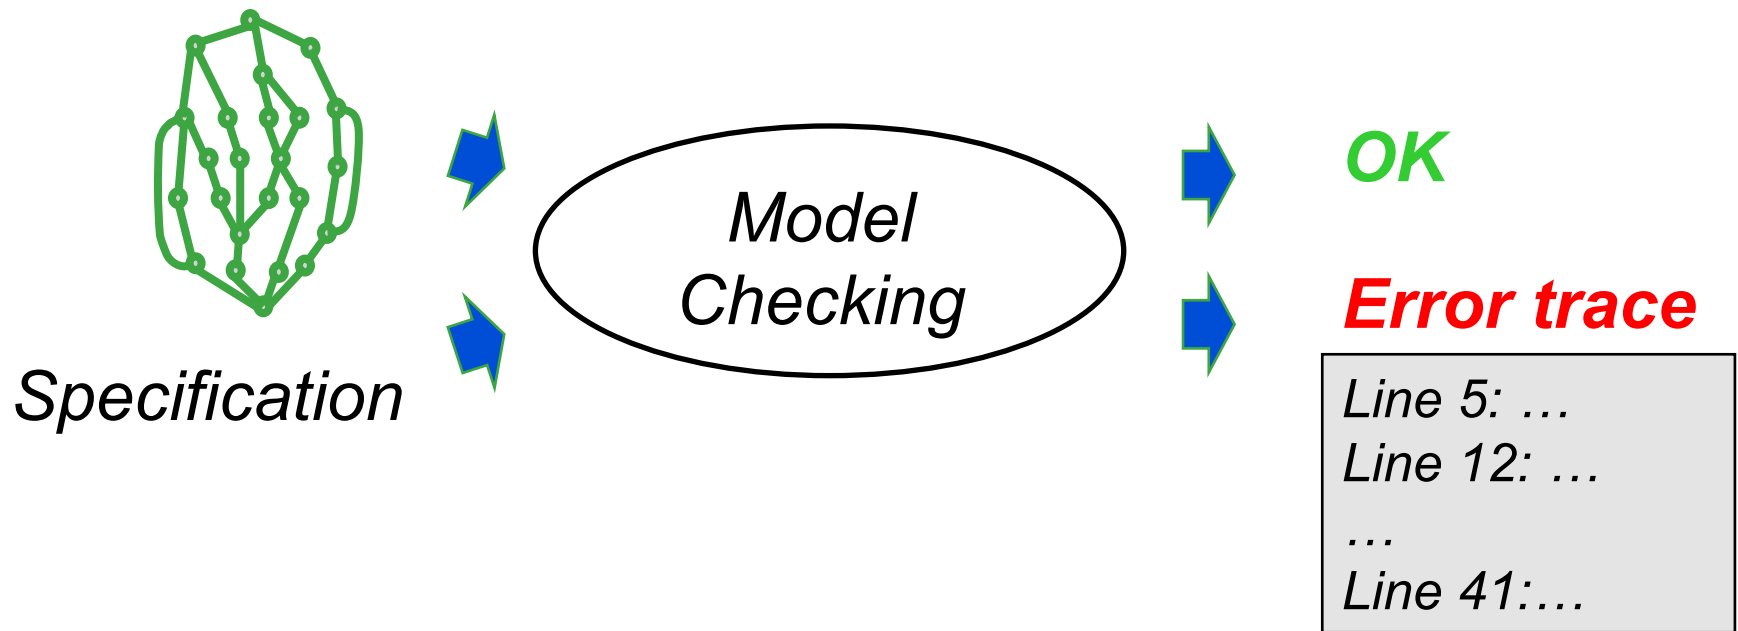 Specification
Model
Checking
OK
Error trace
Line 5: …
Line 12: …
…
Line 41:…